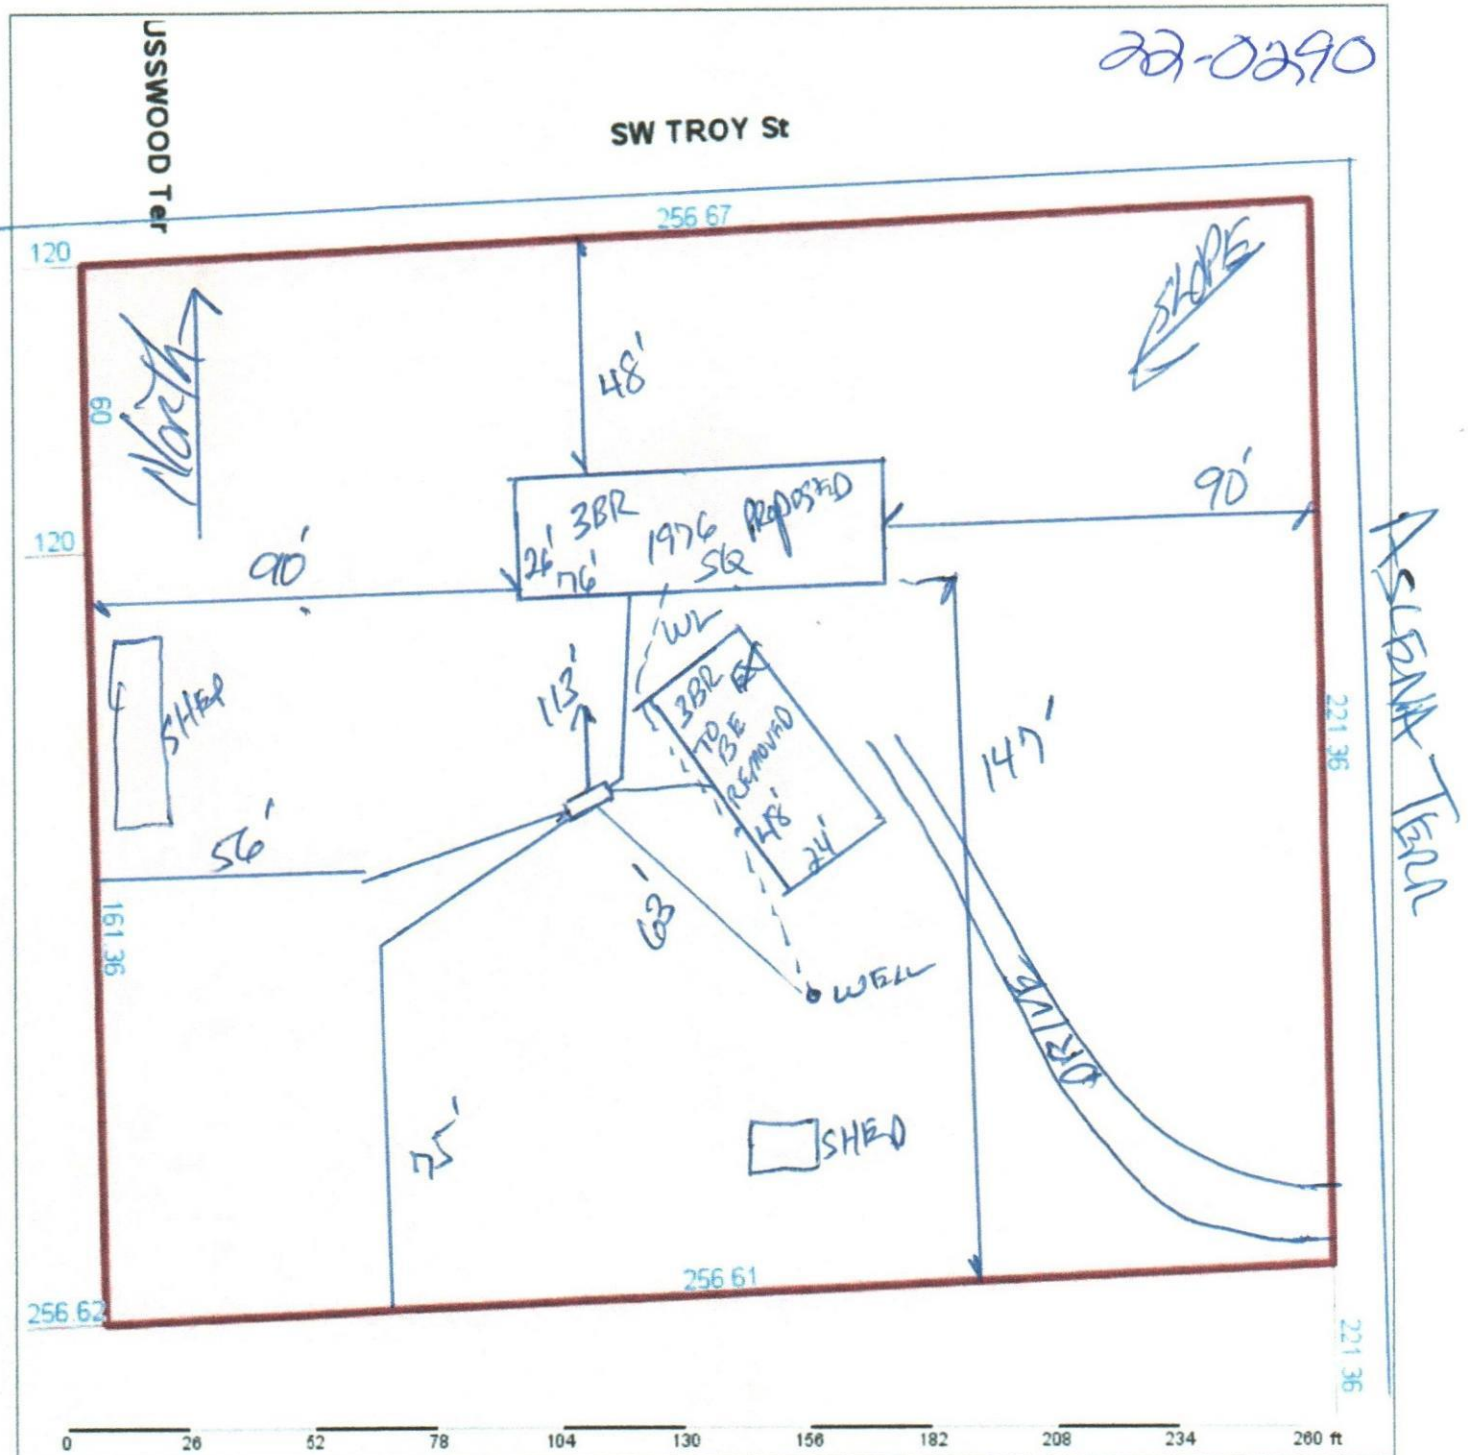 22-0290
USSWOOD Ter
SW TROY St
256 67
120
SLOPE
North
60
48'
120
90'
3BR
1976
PROPOSED
SQ
26'
76'
90'
ASCENA TERR
SHED
WL
3BR EX
TO
BE
REMOVED
48'
24'
113'
147'
221 36
56'
63'
161.36
WELL
DRIVE
75'
SHED
256 61
256.62
221 36
0 26 52 78 104 130 156 182 208 234 260 ft